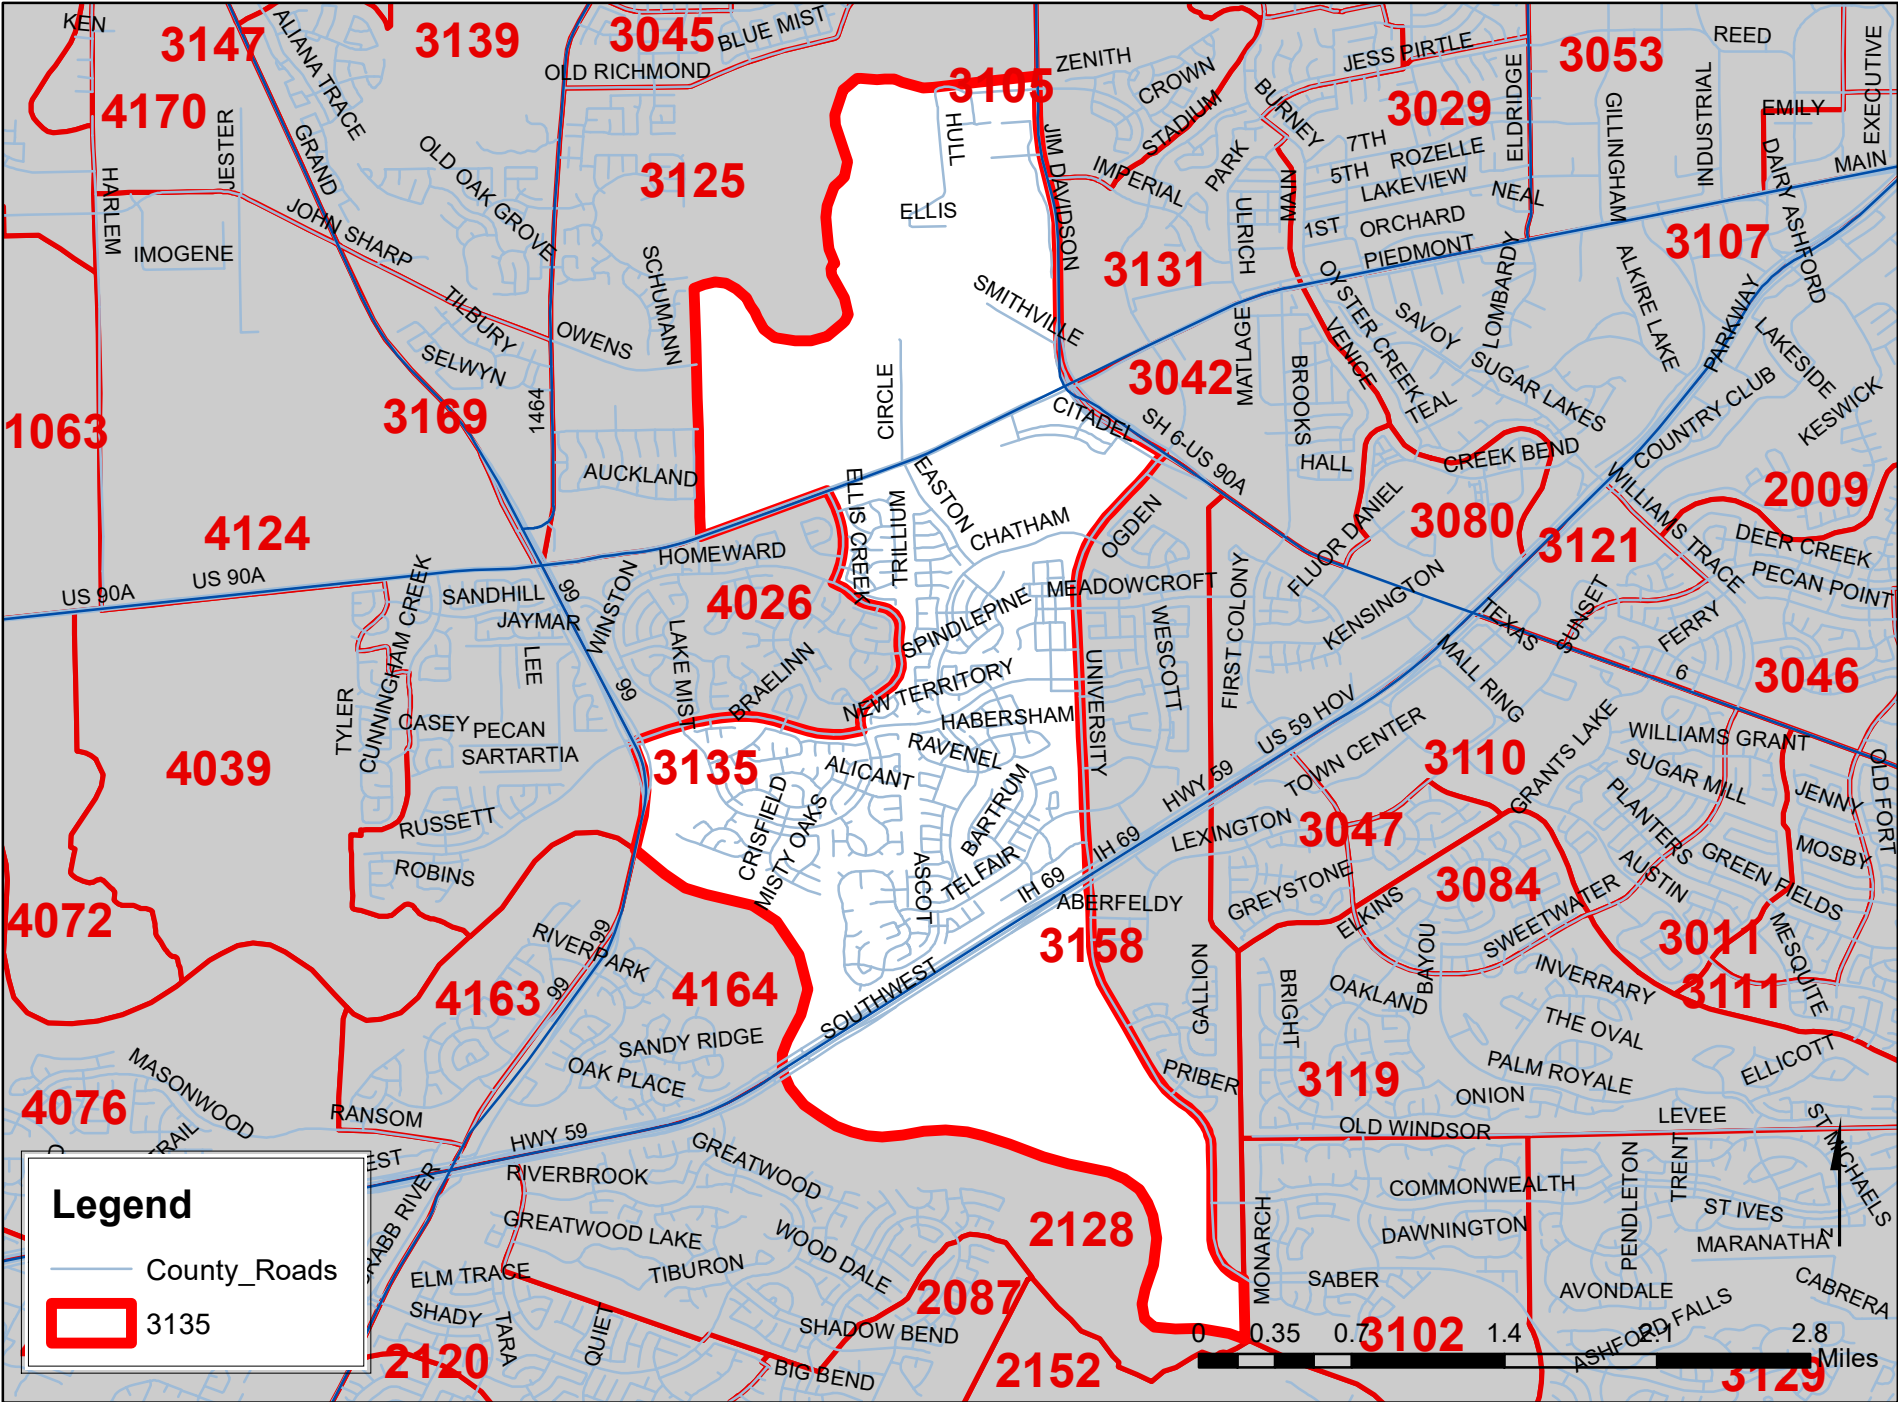 KEN
3147
ALIANA TRACE
3139
3045
BLUE MIST
OLD RICHMOND
3105
ZENITH
CROWN
STADIUM
BURNEY
JESS PIRTLE
3029
ELDRIDGE
3053
REED
EXECUTIVE
4170
JESTER
GRAND
OLD OAK GROVE
3125
HULL
JIM DAVIDSON
IMPERIAL
PARK
7TH
5TH
ROZELLE
LAKEVIEW
NEAL
GILLINGHAM
INDUSTRIAL
EMILY
DAIRY ASHFORD
MAIN
HARLEM
IMOGENE
JOHN SHARP
ELLIS
ULRICH
MAIN
1ST
ORCHARD
PIEDMONT
3107
SCHUMANN
3131
SMITHVILLE
TILBURY
OWENS
SELWYN
OYSTER CREEK
SAVOY
LOMBARDY
ALKIRE LAKE
PARKWAY
LAKESIDE
1063
3169
1464
CIRCLE
3042
MATLAGE
VENICE
BROOKS
TEAL
SUGAR LAKES
COUNTRY CLUB
KESWICK
CITADEL
SH 6-US 90A
HALL
CREEK BEND
AUCKLAND
ELLIS CREEK
TRILLIUM
EASTON
CHATHAM
OGDEN
FLUOR DANIEL
3080
WILLIAMS TRACE
2009
4124
3121
DEER CREEK
HOMEWARD
US 90A
US 90A
CUNNINGHAM CREEK
SANDHILL
JAYMAR
99
WINSTON
4026
SPINDLEPINE
MEADOWCROFT
FIRST COLONY
KENSINGTON
TEXAS
SUNSET
FERRY
PECAN POINT
LEE
LAKE MIST
BRAELINN
WESCOTT
MALL RING
6
3046
TYLER
99
NEW TERRITORY
UNIVERSITY
CASEY
PECAN
SARTARTIA
HABERSHAM
RAVENEL
US 59 HOV
TOWN CENTER
3110
GRANTS LAKE
WILLIAMS GRANT
SUGAR MILL
OLD FORT
4039
3135
ALICANT
CRISFIELD
MISTY OAKS
BARTRUM
HWY 59
LEXINGTON
3047
PLANTERS
JENNY
RUSSETT
ROBINS
ASCOT
TELFAIR
IH 69
IH 69
ABERFELDY
GREYSTONE
ELKINS
3084
AUSTIN
GREEN FIELDS
MOSBY
4072
RIVERPARK
99
3158
SWEETWATER
3011
MESQUITE
4163
99
4164
SOUTHWEST
GALLION
BRIGHT
OAKLAND
BAYOU
INVERRARY
3111
SANDY RIDGE
OAK PLACE
THE OVAL
MASONWOOD
4076
PRIBER
3119
PALM ROYALE
ELLICOTT
ONION
RANSOM
HWY 59
OLD WINDSOR
LEVEE
ST MICHAELS
TRAIL
EST
CRABB RIVER
RIVERBROOK
GREATWOOD
COMMONWEALTH
PENDLETON
TRENT
ST IVES
GREATWOOD LAKE
WOOD DALE
2128
DAWNINGTON
MARANATHA
N
MONARCH
ELM TRACE
TIBURON
SABER
AVONDALE
CABRERA
SHADY
TARA
QUIET
2087
SHADOW BEND
ASHFORD FALLS
2120
BIG BEND
2152
3102
3129
Legend
County_Roads
3135
0 0.35 0.7 1.4 2.1 2.8
Miles